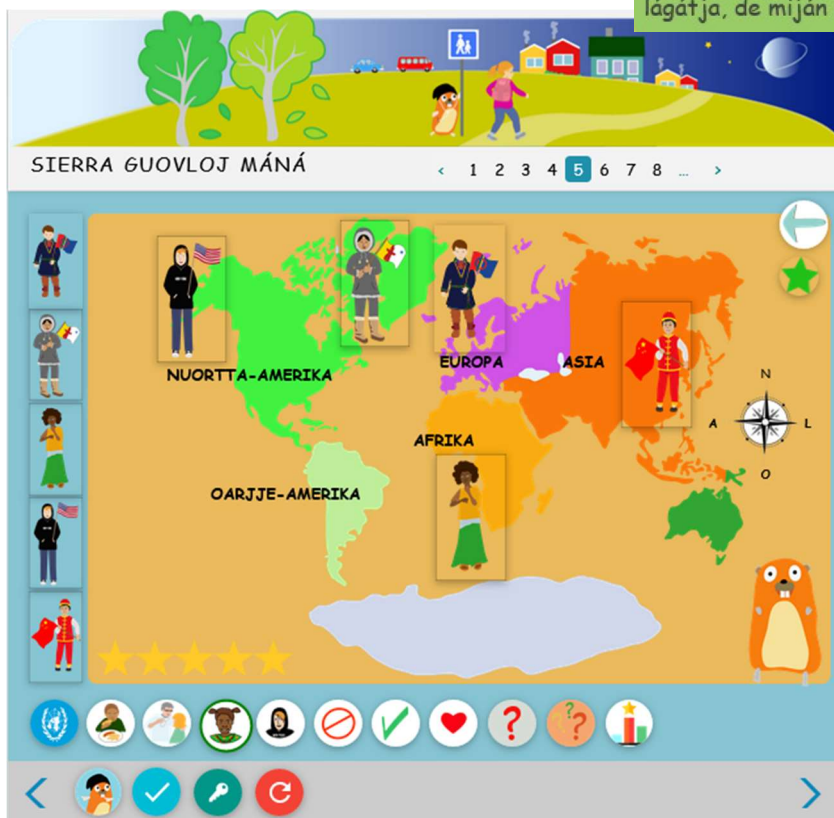 lágátja, de miján
SIERRA GUOVLOJ MÁNÁ
‹ 1 2 3 4 5 6 7 8 ... ›
NUORTTA-AMERIKA
EUROPA
ASIA
AFRIKA
OARJJE-AMERIKA
N
A
L
O
? ? ? ?